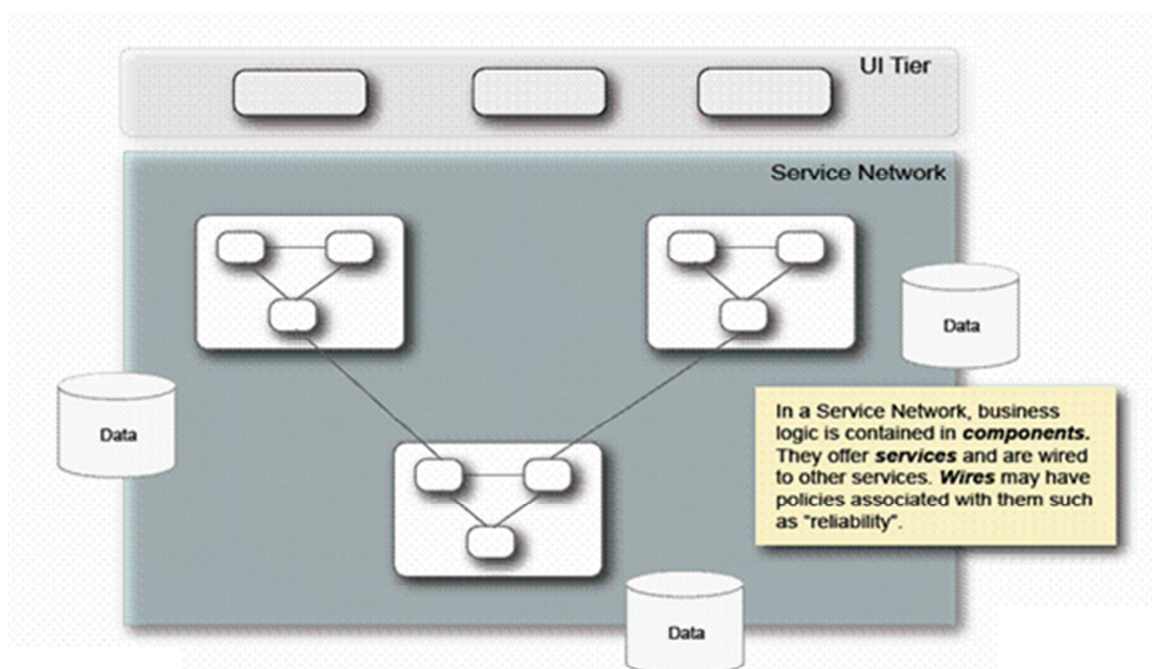 UI Tier
Service Network
Data
Data
In a Service Network, business
logic is contained in components.
They offer services and are wired
to other services. Wires may have
policies associated with them such
as "reliability".
Data